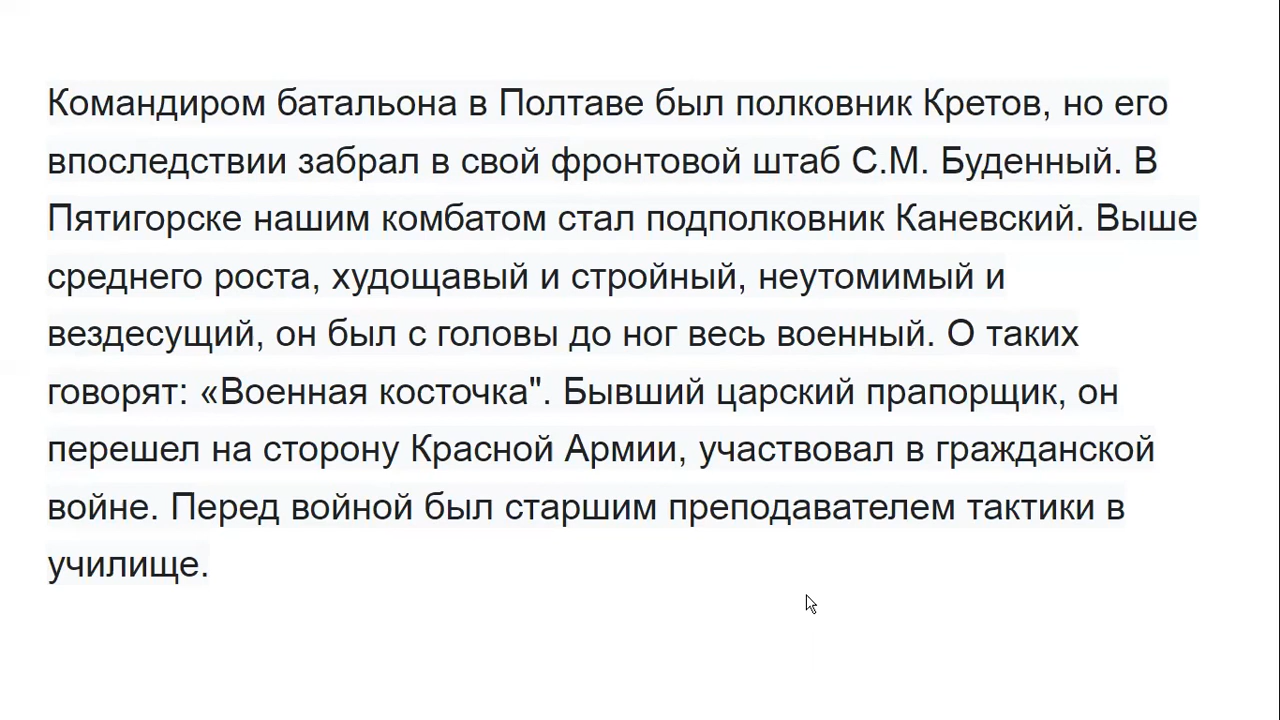 Командиром батальона в Полтаве был полковник Кретов, но его
впоследствии забрал в свой фронтовой штаб С.М. Буденный. В
Пятигорске нашим комбатом стал подполковник Каневский. Выше
среднего роста, худощавый и стройный, неутомимый и
вездесущий, он был с головы до ног весь военный. О таких
говорят: «Военная косточка". Бывший царский прапорщик, он
перешел на сторону Красной Армии, участвовал в гражданской
войне. Перед войной был старшим преподавателем тактики в
училище.